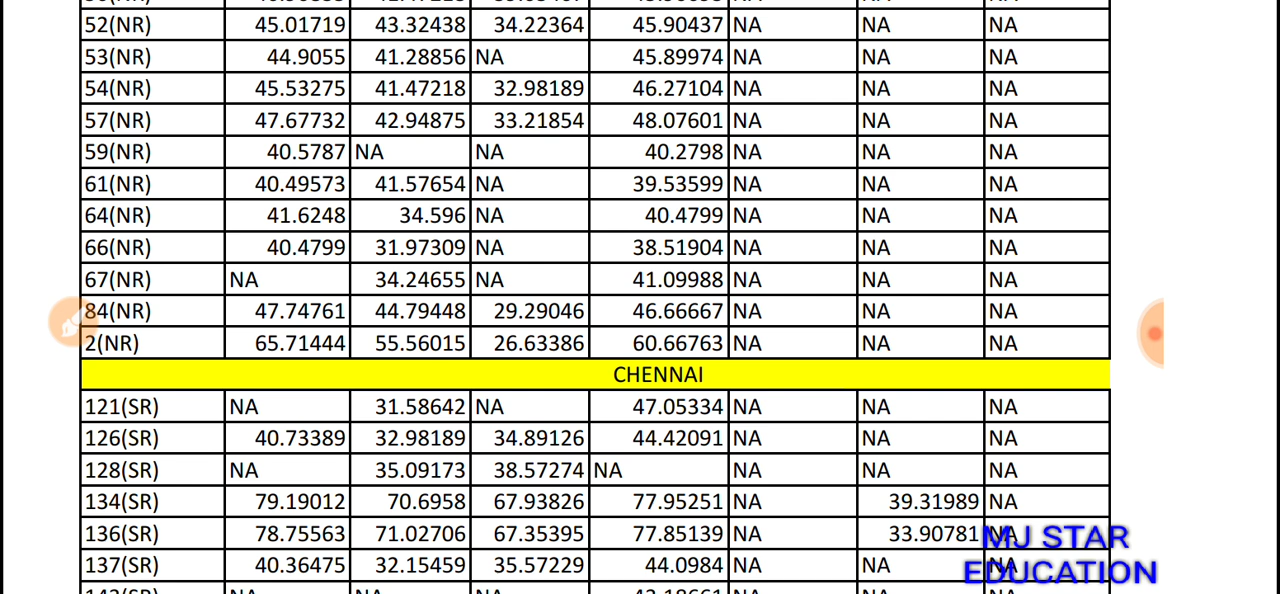 52(NR) 45.01719 43.32438 34.22364 45.90437 NA NA NA
53(NR) 44.9055 41.28856 NA 45.89974 NA NA NA
54(NR) 45.53275 41.47218 32.98189 46.27104 NA NA NA
57(NR) 47.67732 42.94875 33.21854 48.07601 NA NA NA
59(NR) 40.5787 NA NA 40.2798 NA NA NA
61(NR) 40.49573 41.57654 NA 39.53599 NA NA NA
64(NR) 41.6248 34.596 NA 40.4799 NA NA NA
66(NR) 40.4799 31.97309 NA 38.51904 NA NA NA
67(NR) NA 34.24655 NA 41.09988 NA NA NA
84(NR) 47.74761 44.79448 29.29046 46.66667 NA NA NA
2(NR) 65.71444 55.56015 26.63386 60.66763 NA NA NA
CHENNAI
121(SR) NA 31.58642 NA 47.05334 NA NA NA
126(SR) 40.73389 32.98189 34.89126 44.42091 NA NA NA
128(SR) NA 35.09173 38.57274 NA NA NA NA
134(SR) 79.19012 70.6958 67.93826 77.95251 NA 39.31989 NA
136(SR) 78.75563 71.02706 67.35395 77.85139 NA 33.90781 NA
137(SR) 40.36475 32.15459 35.57229 44.0984 NA NA NA
MJ STAR
EDUCATION